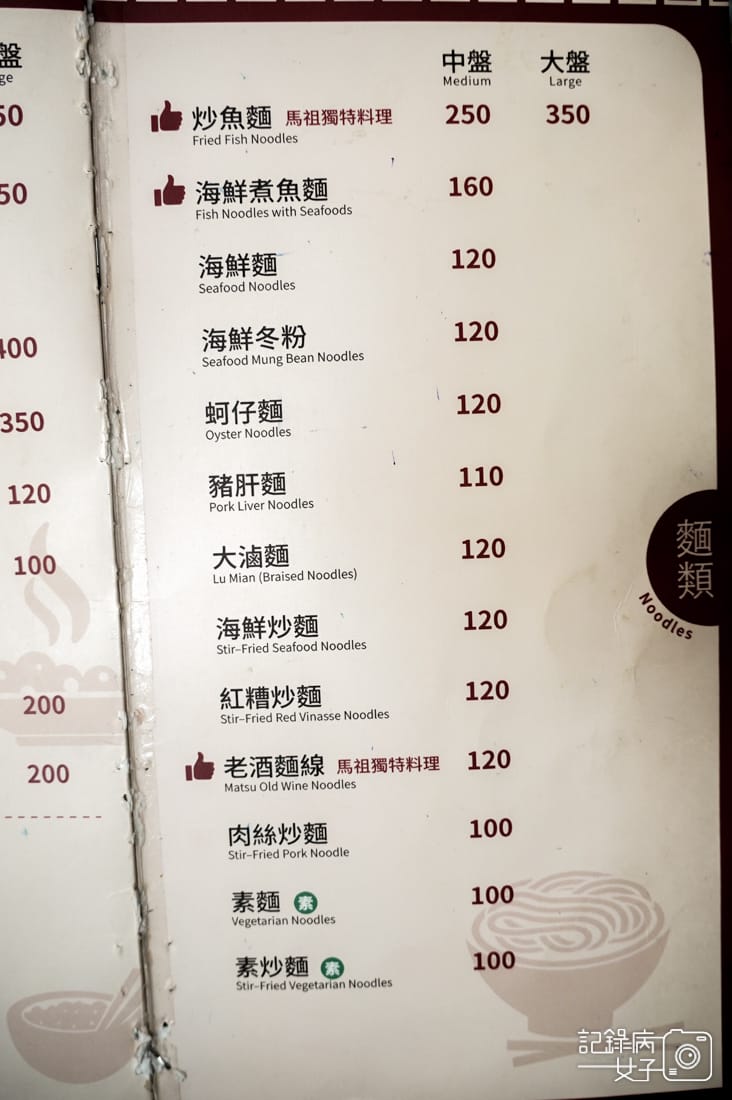 盤
ge
50
50
400
350
120
100
200
200
中盤 大盤
Medium Large
炒魚麵 馬祖獨特料理 250 350
Fried Fish Noodles
海鮮煮魚麵 160
Fish Noodles with Seafoods
海鮮麵 120
Seafood Noodles
海鮮冬粉 120
Seafood Mung Bean Noodles
蚵仔麵 120
Oyster Noodles
豬肝麵 110
Pork Liver Noodles
大滷麵 120
Lu Mian (Braised Noodles)
海鮮炒麵 120
Stir-Fried Seafood Noodles
紅糟炒麵 120
Stir-Fried Red Vinasse Noodles
老酒麵線 馬祖獨特料理 120
Matsu Old Wine Noodles
肉絲炒麵 100
Stir-Fried Pork Noodle
素麵 素 100
Vegetarian Noodles
素炒麵 素 100
Stir-Fried Vegetarian Noodles
麵類
Noodles
記錄病
女子